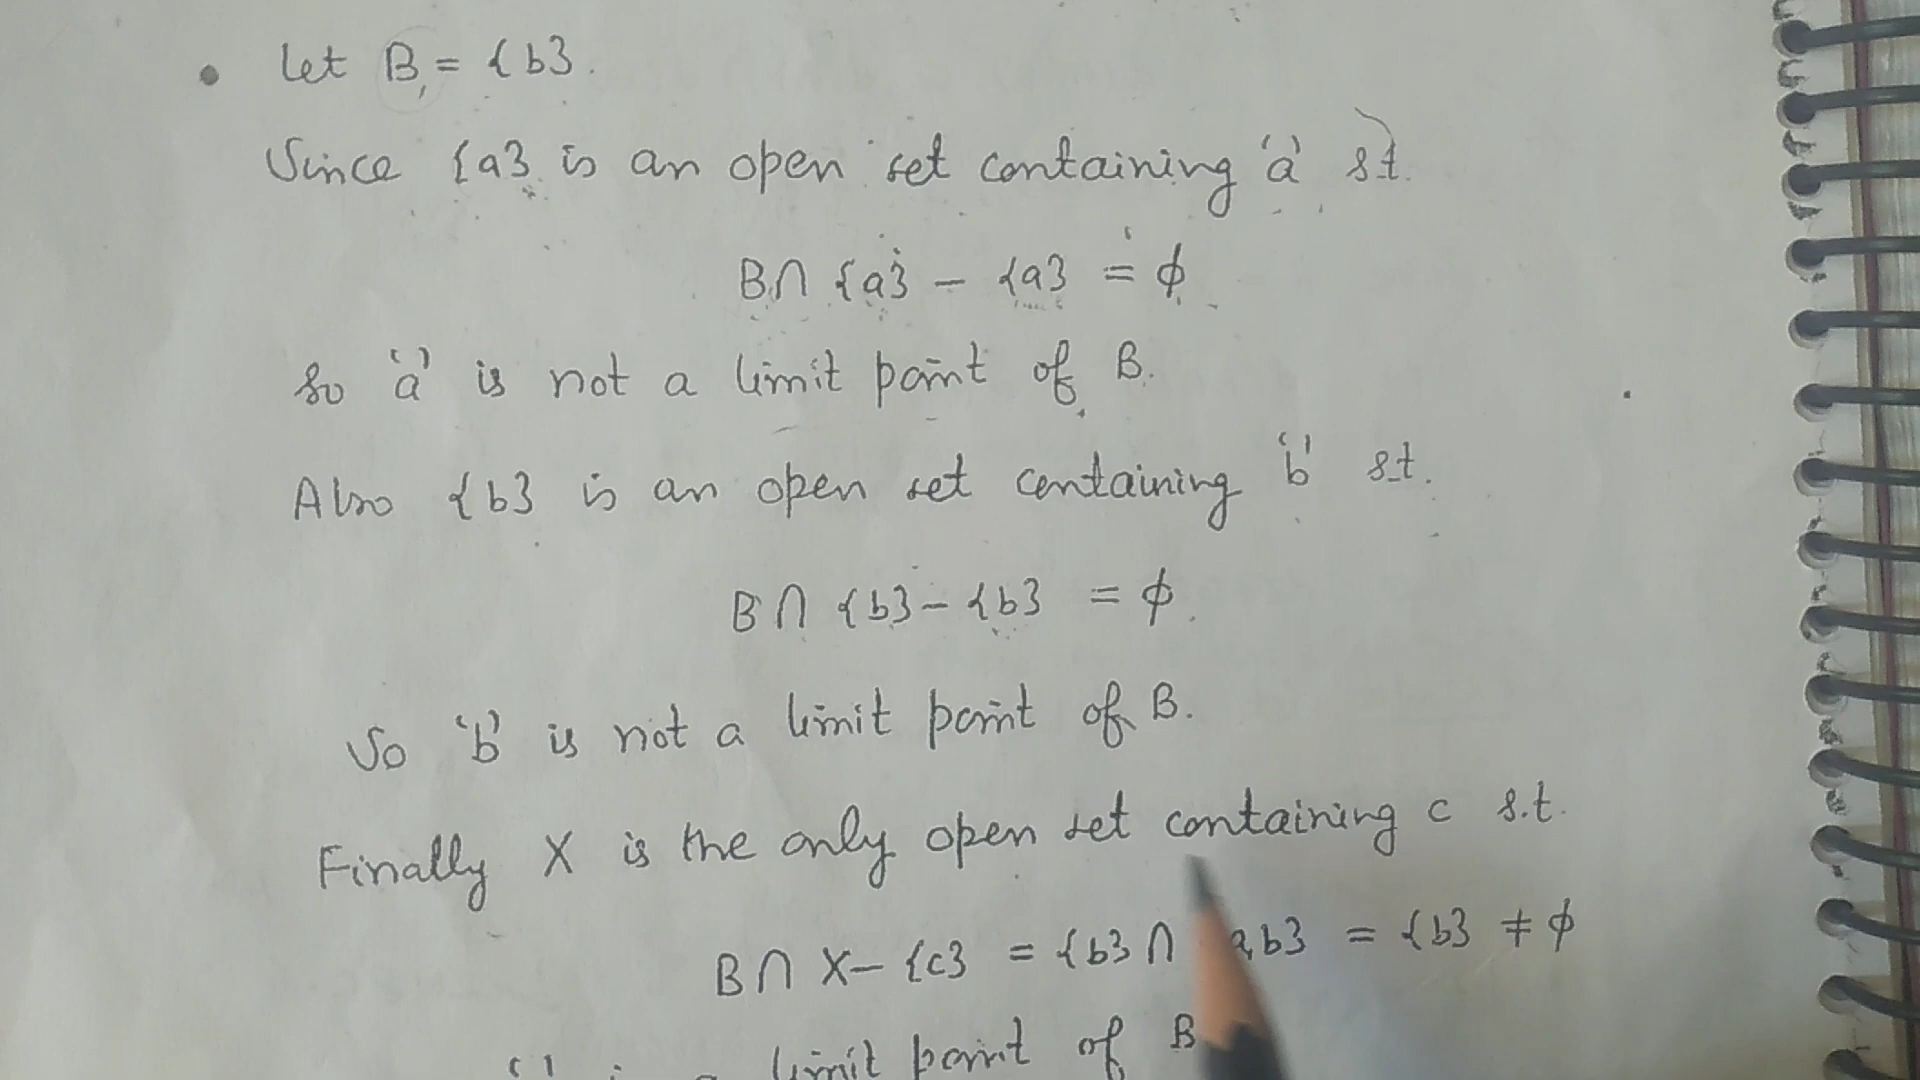 • Let B, = {b}.
Since {a} is an open set containing 'a' s.t.
B∩ {a} - {a} = ϕ
So 'a' is not a limit point of B.
Also {b} is an open set containing 'b' s.t.
B ∩ {b} - {b} = ϕ.
So 'b' is not a limit point of B.
Finally X is the only open set containing c s.t.
B ∩ X - {c} = {b} ∩ a,b} = {b} ≠ ϕ
limit point of B